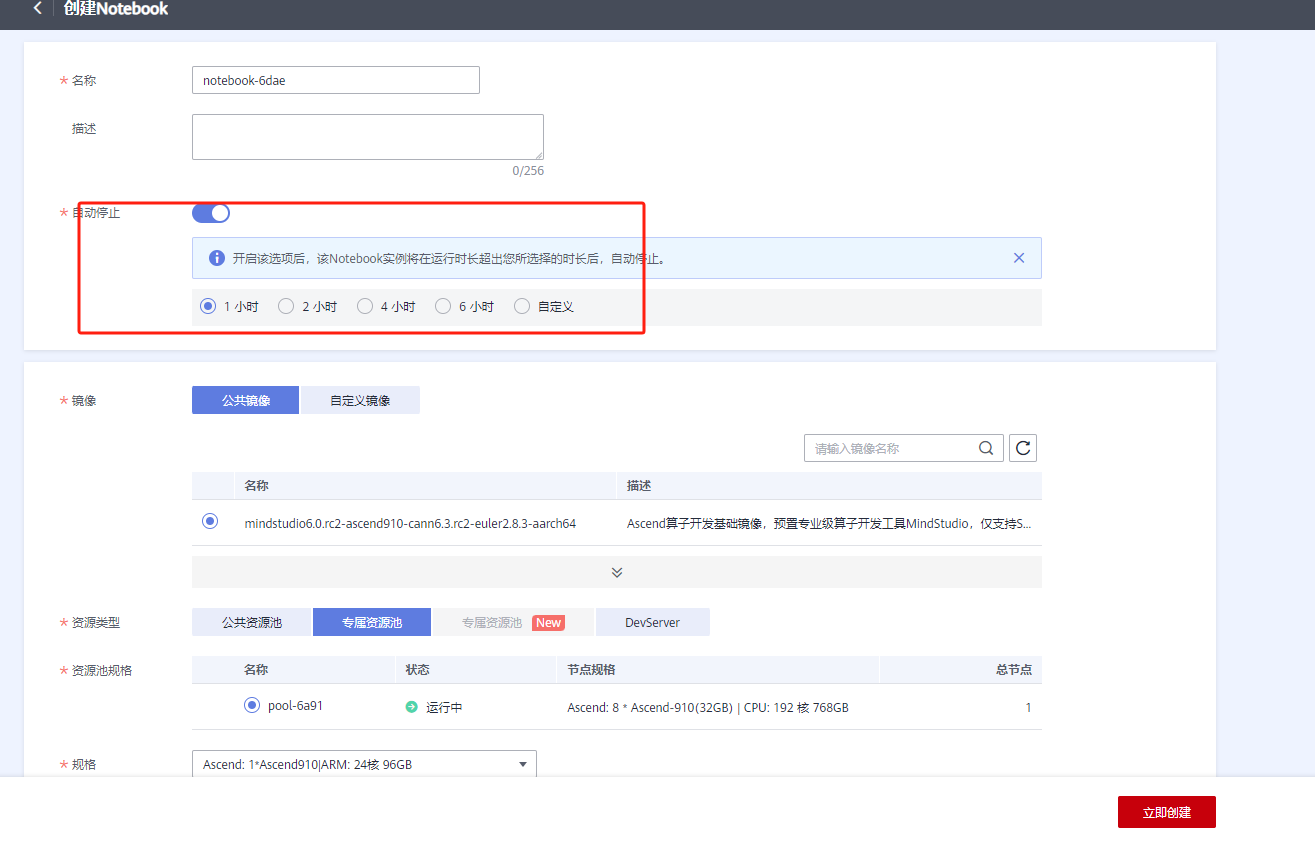 创建Notebook
* 名称 notebook-6dae
描述
0/256
* 自动停止
开启该选项后，该Notebook实例将在运行时长超出您所选择的时长后，自动停止。
1 小时 2 小时 4 小时 6 小时 自定义
* 镜像 公共镜像 自定义镜像
请输入镜像名称
名称 描述
mindstudio6.0.rc2-ascend910-cann6.3.rc2-euler2.8.3-aarch64 Ascend算子开发基础镜像，预置专业级算子开发工具MindStudio，仅支持S...
* 资源类型 公共资源池 专属资源池 专属资源池 New DevServer
* 资源池规格 名称 状态 节点规格 总节点
pool-6a91 运行中 Ascend: 8 * Ascend-910(32GB) | CPU: 192 核 768GB 1
* 规格 Ascend: 1*Ascend910|ARM: 24核 96GB
立即创建